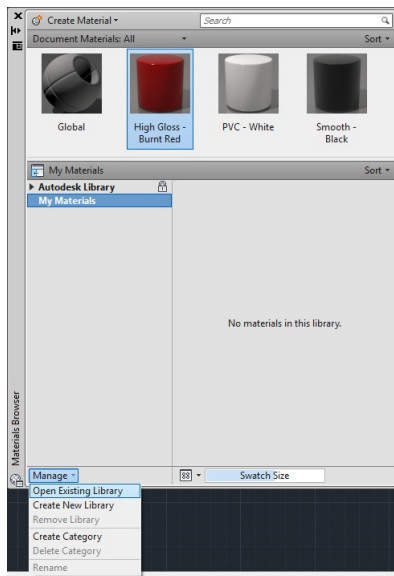 Create Material
Search
Document Materials: All
Sort
Global
High Gloss -
Burnt Red
PVC - White
Smooth -
Black
My Materials
Sort
Autodesk Library
My Materials
No materials in this library.
Materials Browser
Manage
Swatch Size
Open Existing Library
Create New Library
Remove Library
Create Category
Delete Category
Rename